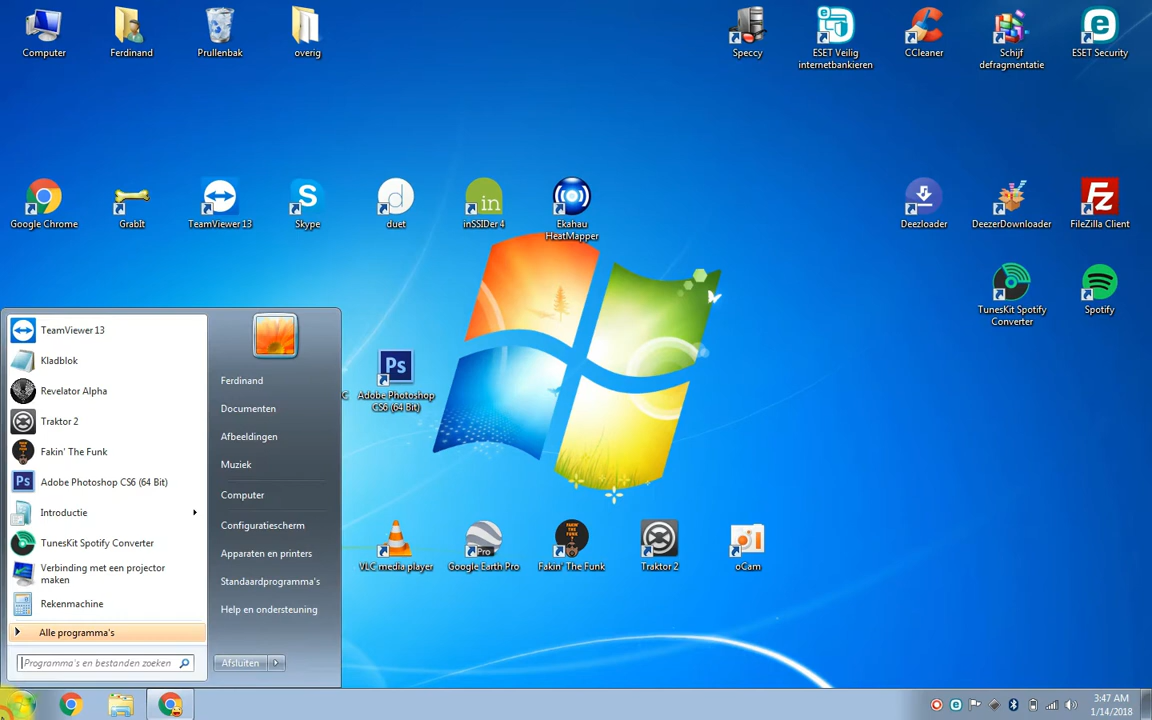 Computer
Ferdinand
Prullenbak
overig
Speccy
ESET Veilig
internetbankieren
CCleaner
Schijf
defragmentatie
ESET Security
Google Chrome
GrabIt
TeamViewer 13
Skype
duet
inSSIDer 4
Ekahau
HeatMapper
Deezloader
DeezerDownloader
FileZilla Client
TunesKit Spotify
Converter
Spotify
Adobe Photoshop
CS6 (64 Bit)
VLC media player
Google Earth Pro
Fakin' The Funk
Traktor 2
oCam
TeamViewer 13
Kladblok
Revelator Alpha
Traktor 2
Fakin' The Funk
Adobe Photoshop CS6 (64 Bit)
Introductie
TunesKit Spotify Converter
Verbinding met een projector
maken
Rekenmachine
Alle programma's
Programma's en bestanden zoeken
Ferdinand
Documenten
Afbeeldingen
Muziek
Computer
Configuratiescherm
Apparaten en printers
Standaardprogramma's
Help en ondersteuning
Afsluiten
3:47 AM
1/14/2018